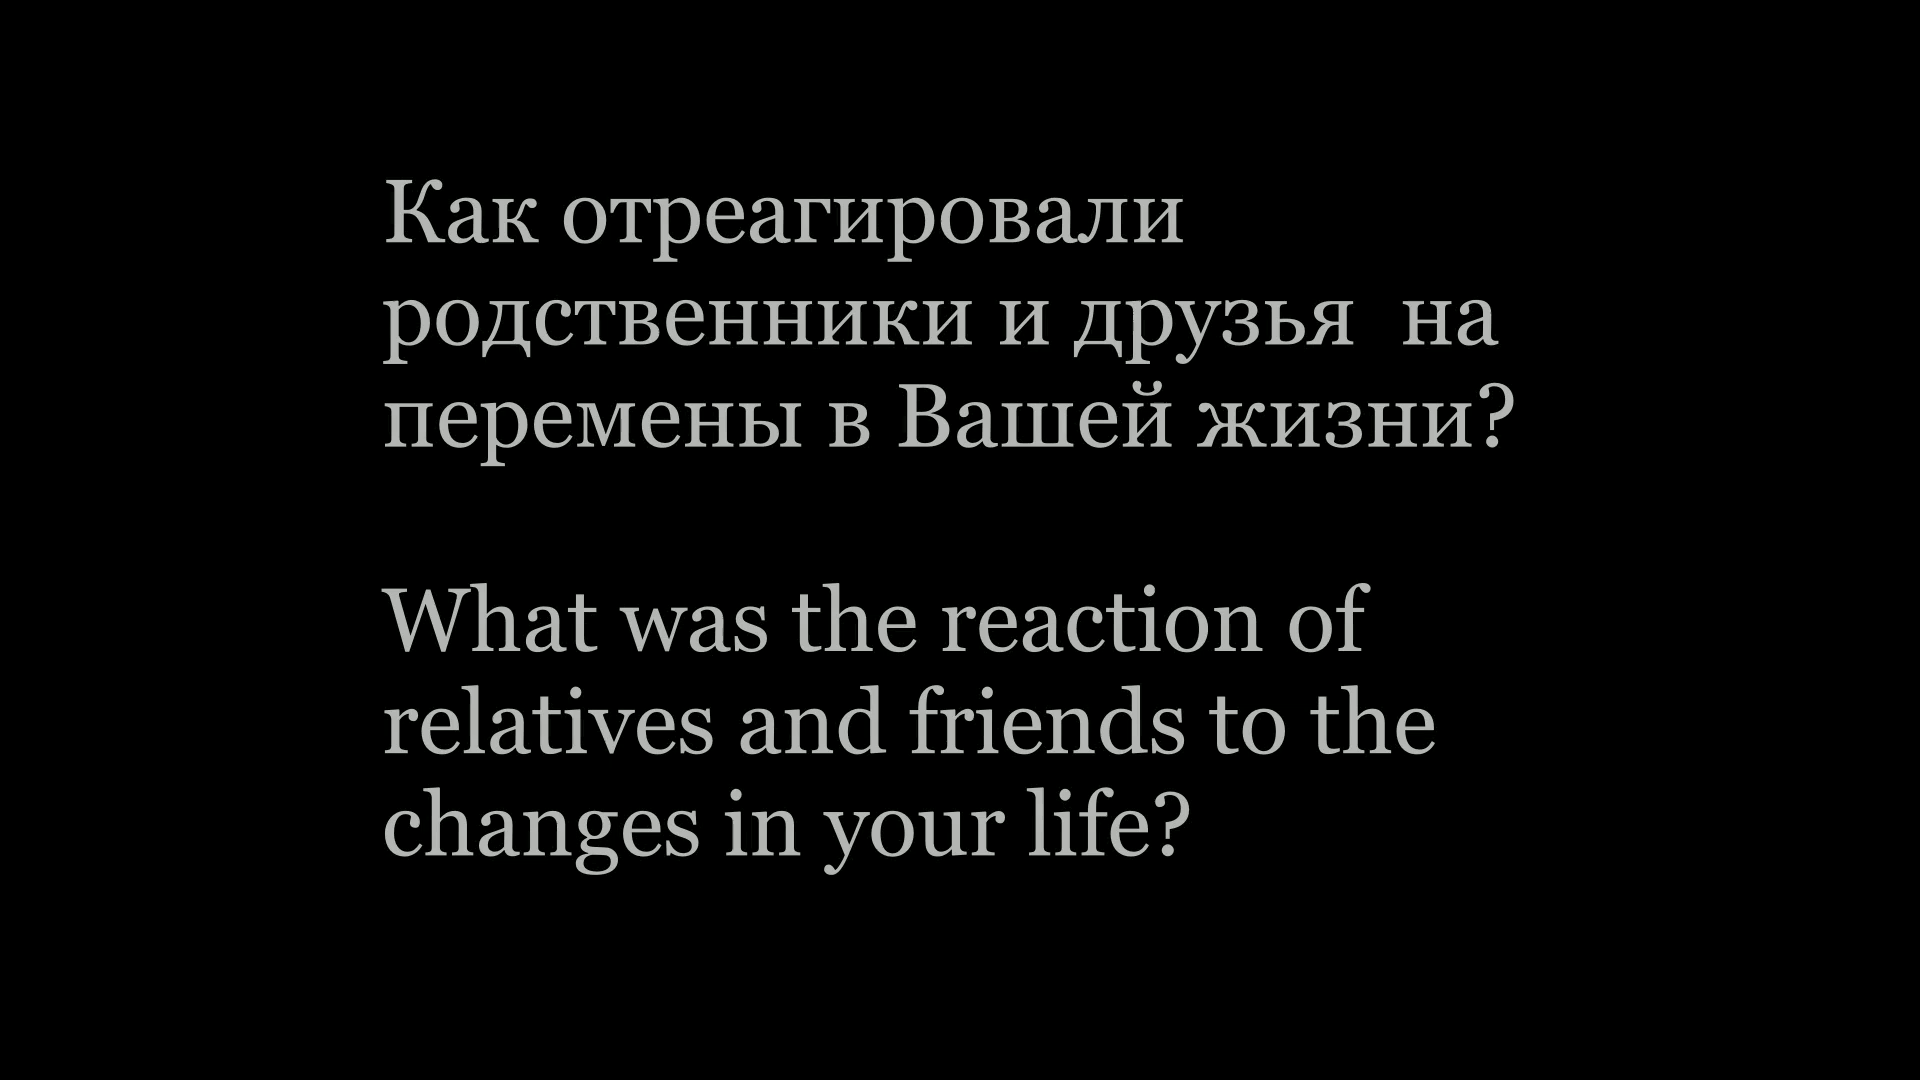 Как отреагировали
родственники и друзья  на
перемены в Вашей жизни?
What was the reaction of
relatives and friends to the
changes in your life?